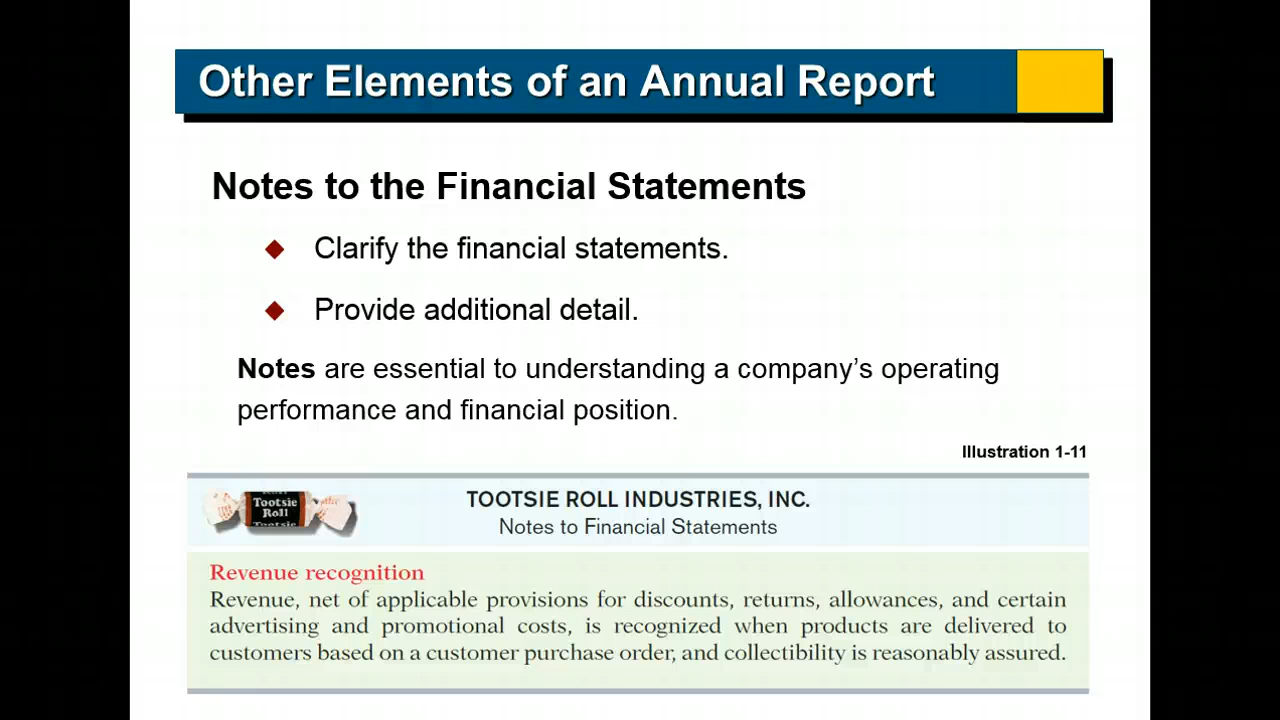 Other Elements of an Annual Report
Notes to the Financial Statements
Clarify the financial statements.
Provide additional detail.
Notes are essential to understanding a company's operating
performance and financial position.
Illustration 1-11
Tootsie
Roll
TOOTSIE ROLL INDUSTRIES, INC.
Notes to Financial Statements
Revenue recognition
Revenue, net of applicable provisions for discounts, returns, allowances, and certain
advertising and promotional costs, is recognized when products are delivered to
customers based on a customer purchase order, and collectibility is reasonably assured.